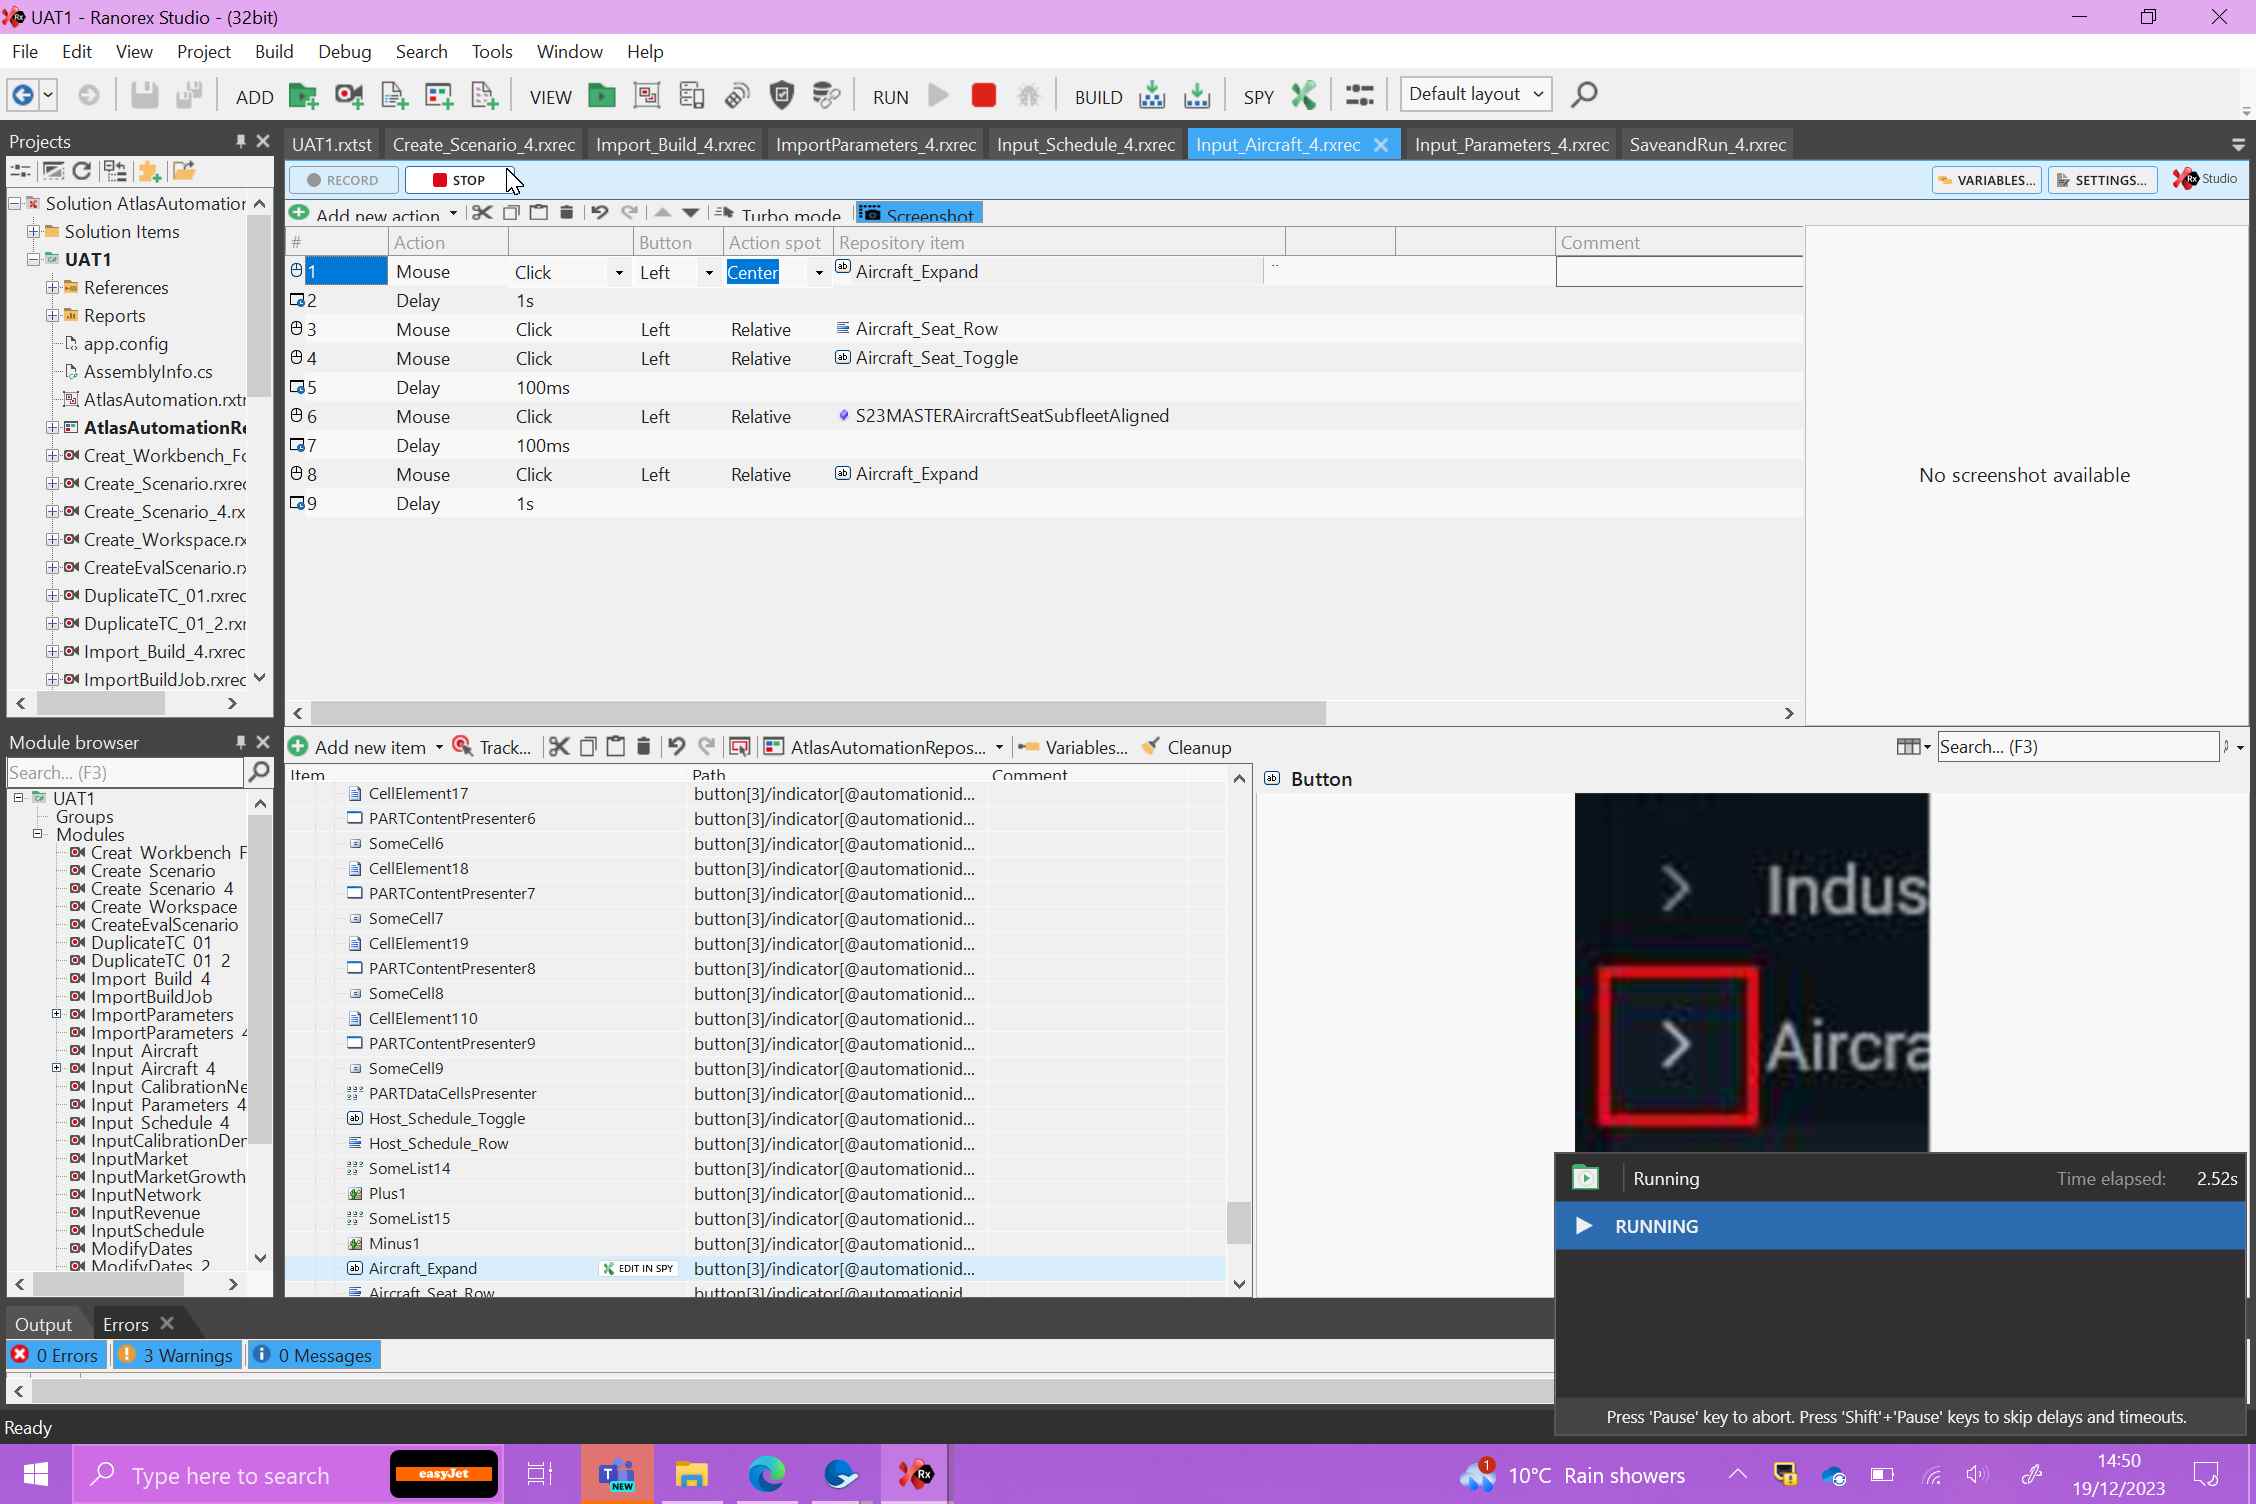 UAT1 - Ranorex Studio - (32bit)
File Edit View Project Build Debug Search Tools Window Help
ADD VIEW RUN BUILD SPY Default layout
Projects
UAT1.rxtst Create_Scenario_4.rxrec Import_Build_4.rxrec ImportParameters_4.rxrec Input_Schedule_4.rxrec Input_Aircraft_4.rxrec Input_Parameters_4.rxrec SaveandRun_4.rxrec
RECORD STOP VARIABLES... SETTINGS... Studio
Add new action Turbo mode Screenshot
# Action Button Action spot Repository item Comment
1 Mouse Click Left Center Aircraft_Expand
2 Delay 1s
3 Mouse Click Left Relative Aircraft_Seat_Row
4 Mouse Click Left Relative Aircraft_Seat_Toggle
5 Delay 100ms
6 Mouse Click Left Relative S23MASTERAircraftSeatSubfleetAligned
7 Delay 100ms
8 Mouse Click Left Relative Aircraft_Expand
9 Delay 1s
No screenshot available
Solution AtlasAutomation
Solution Items
UAT1
References
Reports
app.config
AssemblyInfo.cs
AtlasAutomation.rxtr
AtlasAutomationRe
Creat_Workbench_Fo
Create_Scenario.rxrec
Create_Scenario_4.rx
Create_Workspace.rx
CreateEvalScenario.rx
DuplicateTC_01.rxrec
DuplicateTC_01_2.rxr
Import_Build_4.rxrec
ImportBuildJob.rxrec
Module browser
Search... (F3)
UAT1
Groups
Modules
Creat Workbench F
Create Scenario
Create Scenario 4
Create Workspace
CreateEvalScenario
DuplicateTC 01
DuplicateTC 01 2
Import Build 4
ImportBuildJob
ImportParameters
ImportParameters 4
Input Aircraft
Input Aircraft 4
Input CalibrationNe
Input Parameters 4
Input Schedule 4
InputCalibrationDer
InputMarket
InputMarketGrowth
InputNetwork
InputRevenue
InputSchedule
ModifyDates
ModifyDates 2
Add new item Track... AtlasAutomationRepos... Variables... Cleanup Search... (F3)
Item Path Comment
CellElement17 button[3]/indicator[@automationid...
PARTContentPresenter6 button[3]/indicator[@automationid...
SomeCell6 button[3]/indicator[@automationid...
CellElement18 button[3]/indicator[@automationid...
PARTContentPresenter7 button[3]/indicator[@automationid...
SomeCell7 button[3]/indicator[@automationid...
CellElement19 button[3]/indicator[@automationid...
PARTContentPresenter8 button[3]/indicator[@automationid...
SomeCell8 button[3]/indicator[@automationid...
CellElement110 button[3]/indicator[@automationid...
PARTContentPresenter9 button[3]/indicator[@automationid...
SomeCell9 button[3]/indicator[@automationid...
PARTDataCellsPresenter button[3]/indicator[@automationid...
Host_Schedule_Toggle button[3]/indicator[@automationid...
Host_Schedule_Row button[3]/indicator[@automationid...
SomeList14 button[3]/indicator[@automationid...
Plus1 button[3]/indicator[@automationid...
SomeList15 button[3]/indicator[@automationid...
Minus1 button[3]/indicator[@automationid...
Aircraft_Expand EDIT IN SPY button[3]/indicator[@automationid...
Aircraft_Seat_Row button[3]/indicator[@automationid...
Button
Indus
Aircra
Running Time elapsed: 2.52s
RUNNING
Press 'Pause' key to abort. Press 'Shift'+'Pause' keys to skip delays and timeouts.
Output Errors
0 Errors 3 Warnings 0 Messages
Ready
Type here to search easyJet NEW Rx 1 10°C Rain showers 14:50
19/12/2023